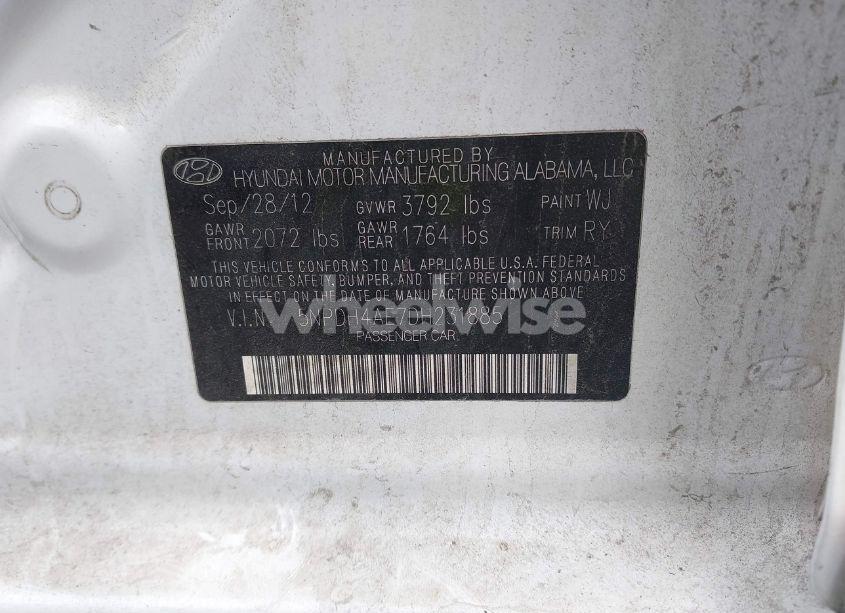 MANUFACTURED BY
HYUNDAI MOTOR MANUFACTURING ALABAMA, LLC
Sep/28/12 GVWR 3792 lbs PAINT WJ
GAWR FRONT 2072 lbs GAWR REAR 1764 lbs TRIM RY
THIS VEHICLE CONFORMS TO ALL APPLICABLE U.S.A. FEDERAL
MOTOR VEHICLE SAFETY, BUMPER, AND THEFT PREVENTION STANDARDS
IN EFFECT ON THE DATE OF MANUFACTURE SHOWN ABOVE.
V.I.N.
wheelwise
PASSENGER CAR